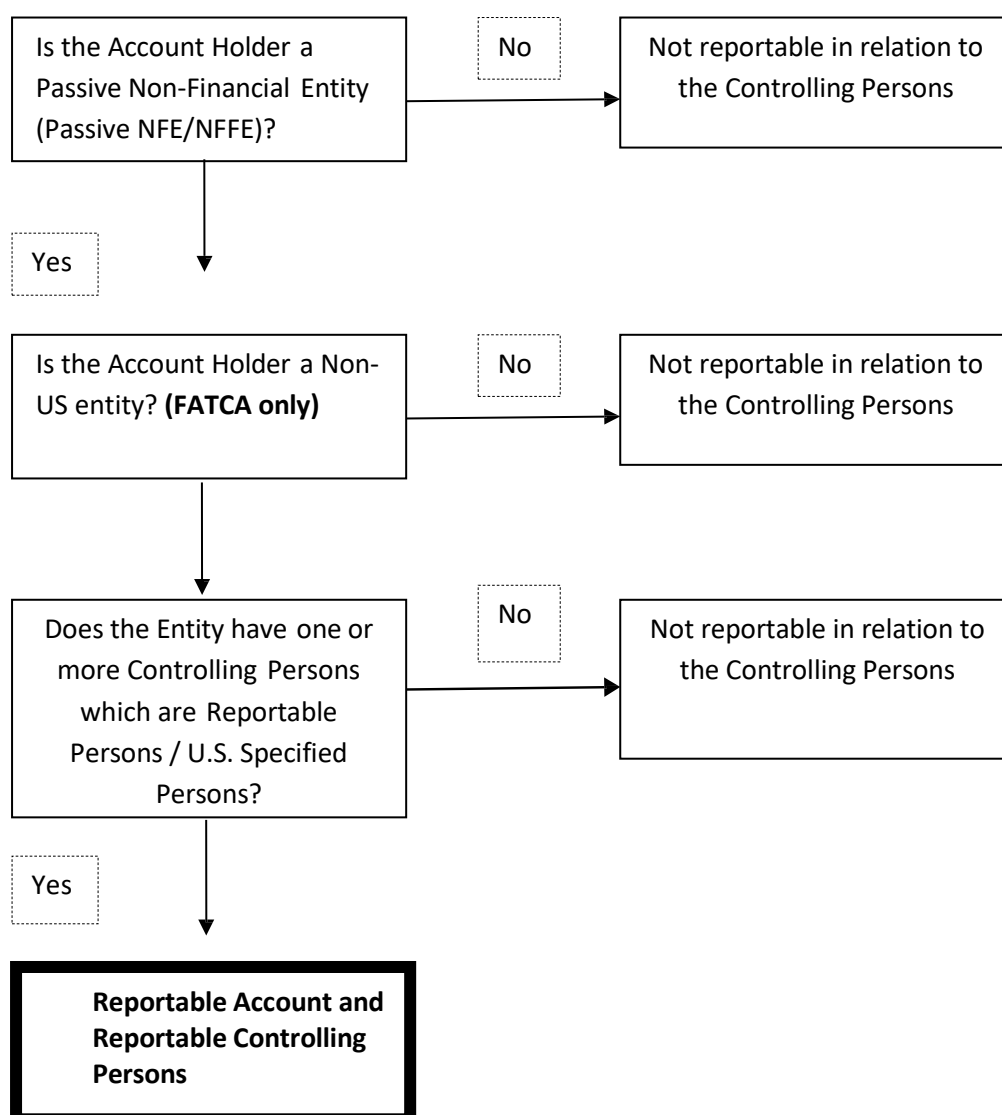 Is the Account Holder a
Passive Non-Financial Entity
(Passive NFE/NFFE)?
No
Not reportable in relation to
the Controlling Persons
Yes
Is the Account Holder a Non-
US entity? (FATCA only)
No
Not reportable in relation to
the Controlling Persons
Does the Entity have one or
more Controlling Persons
which are Reportable
Persons / U.S. Specified
Persons?
No
Not reportable in relation to
the Controlling Persons
Yes
Reportable Account and
Reportable Controlling
Persons